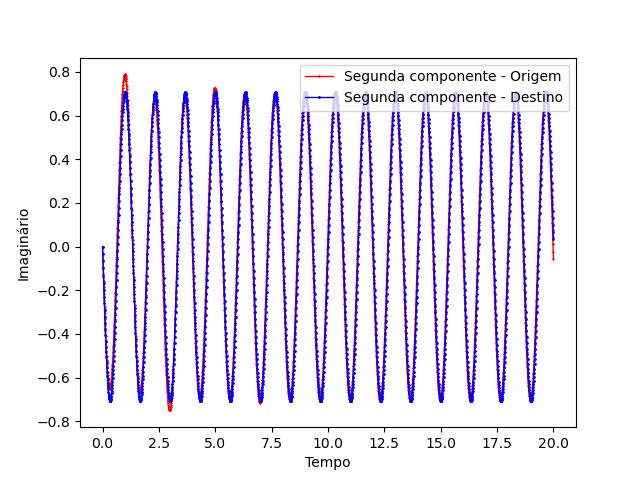 Segunda componente - Origem
Segunda componente - Destino
Imaginário
0.8
0.6
0.4
0.2
0.0
−0.2
−0.4
−0.6
−0.8
0.0 2.5 5.0 7.5 10.0 12.5 15.0 17.5 20.0
Tempo